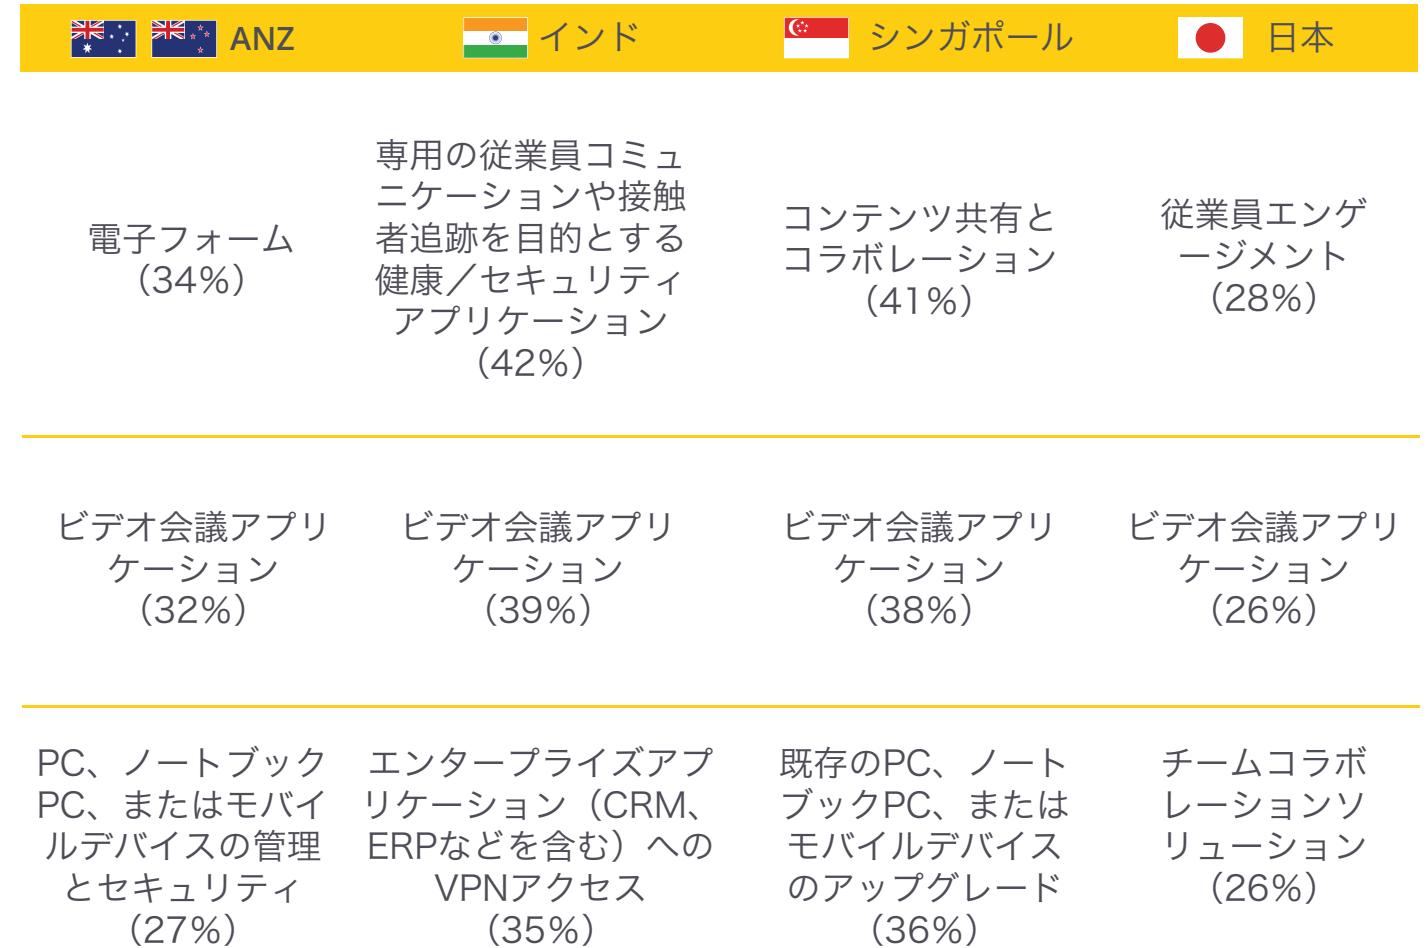 ANZ
インド
シンガポール
日本
電子フォーム
（34%）
専用の従業員コミュ
ニケーションや接触
者追跡を目的とする
健康／セキュリティ
アプリケーション
（42%）
コンテンツ共有と
コラボレーション
（41%）
従業員エンゲ
ージメント
（28%）
ビデオ会議アプリ
ケーション
（32%）
ビデオ会議アプリ
ケーション
（39%）
ビデオ会議アプリ
ケーション
（38%）
ビデオ会議アプリ
ケーション
（26%）
PC、ノートブック
PC、またはモバイ
ルデバイスの管理
とセキュリティ
（27%）
エンタープライズアプ
リケーション（CRM、
ERPなどを含む）への
VPNアクセス
（35%）
既存のPC、ノート
ブックPC、または
モバイルデバイス
のアップグレード
（36%）
チームコラボ
レーションソ
リューション
（26%）